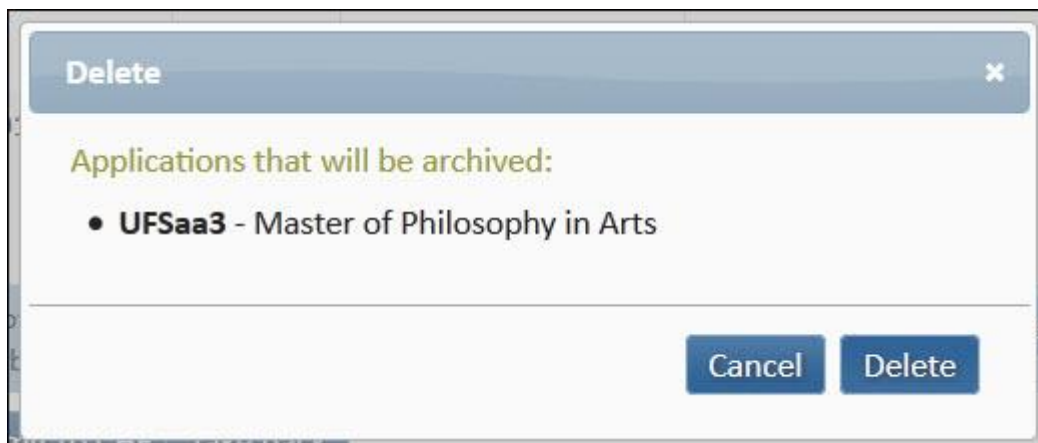 Delete
Applications that will be archived:
• UFSaa3 - Master of Philosophy in Arts
Cancel Delete